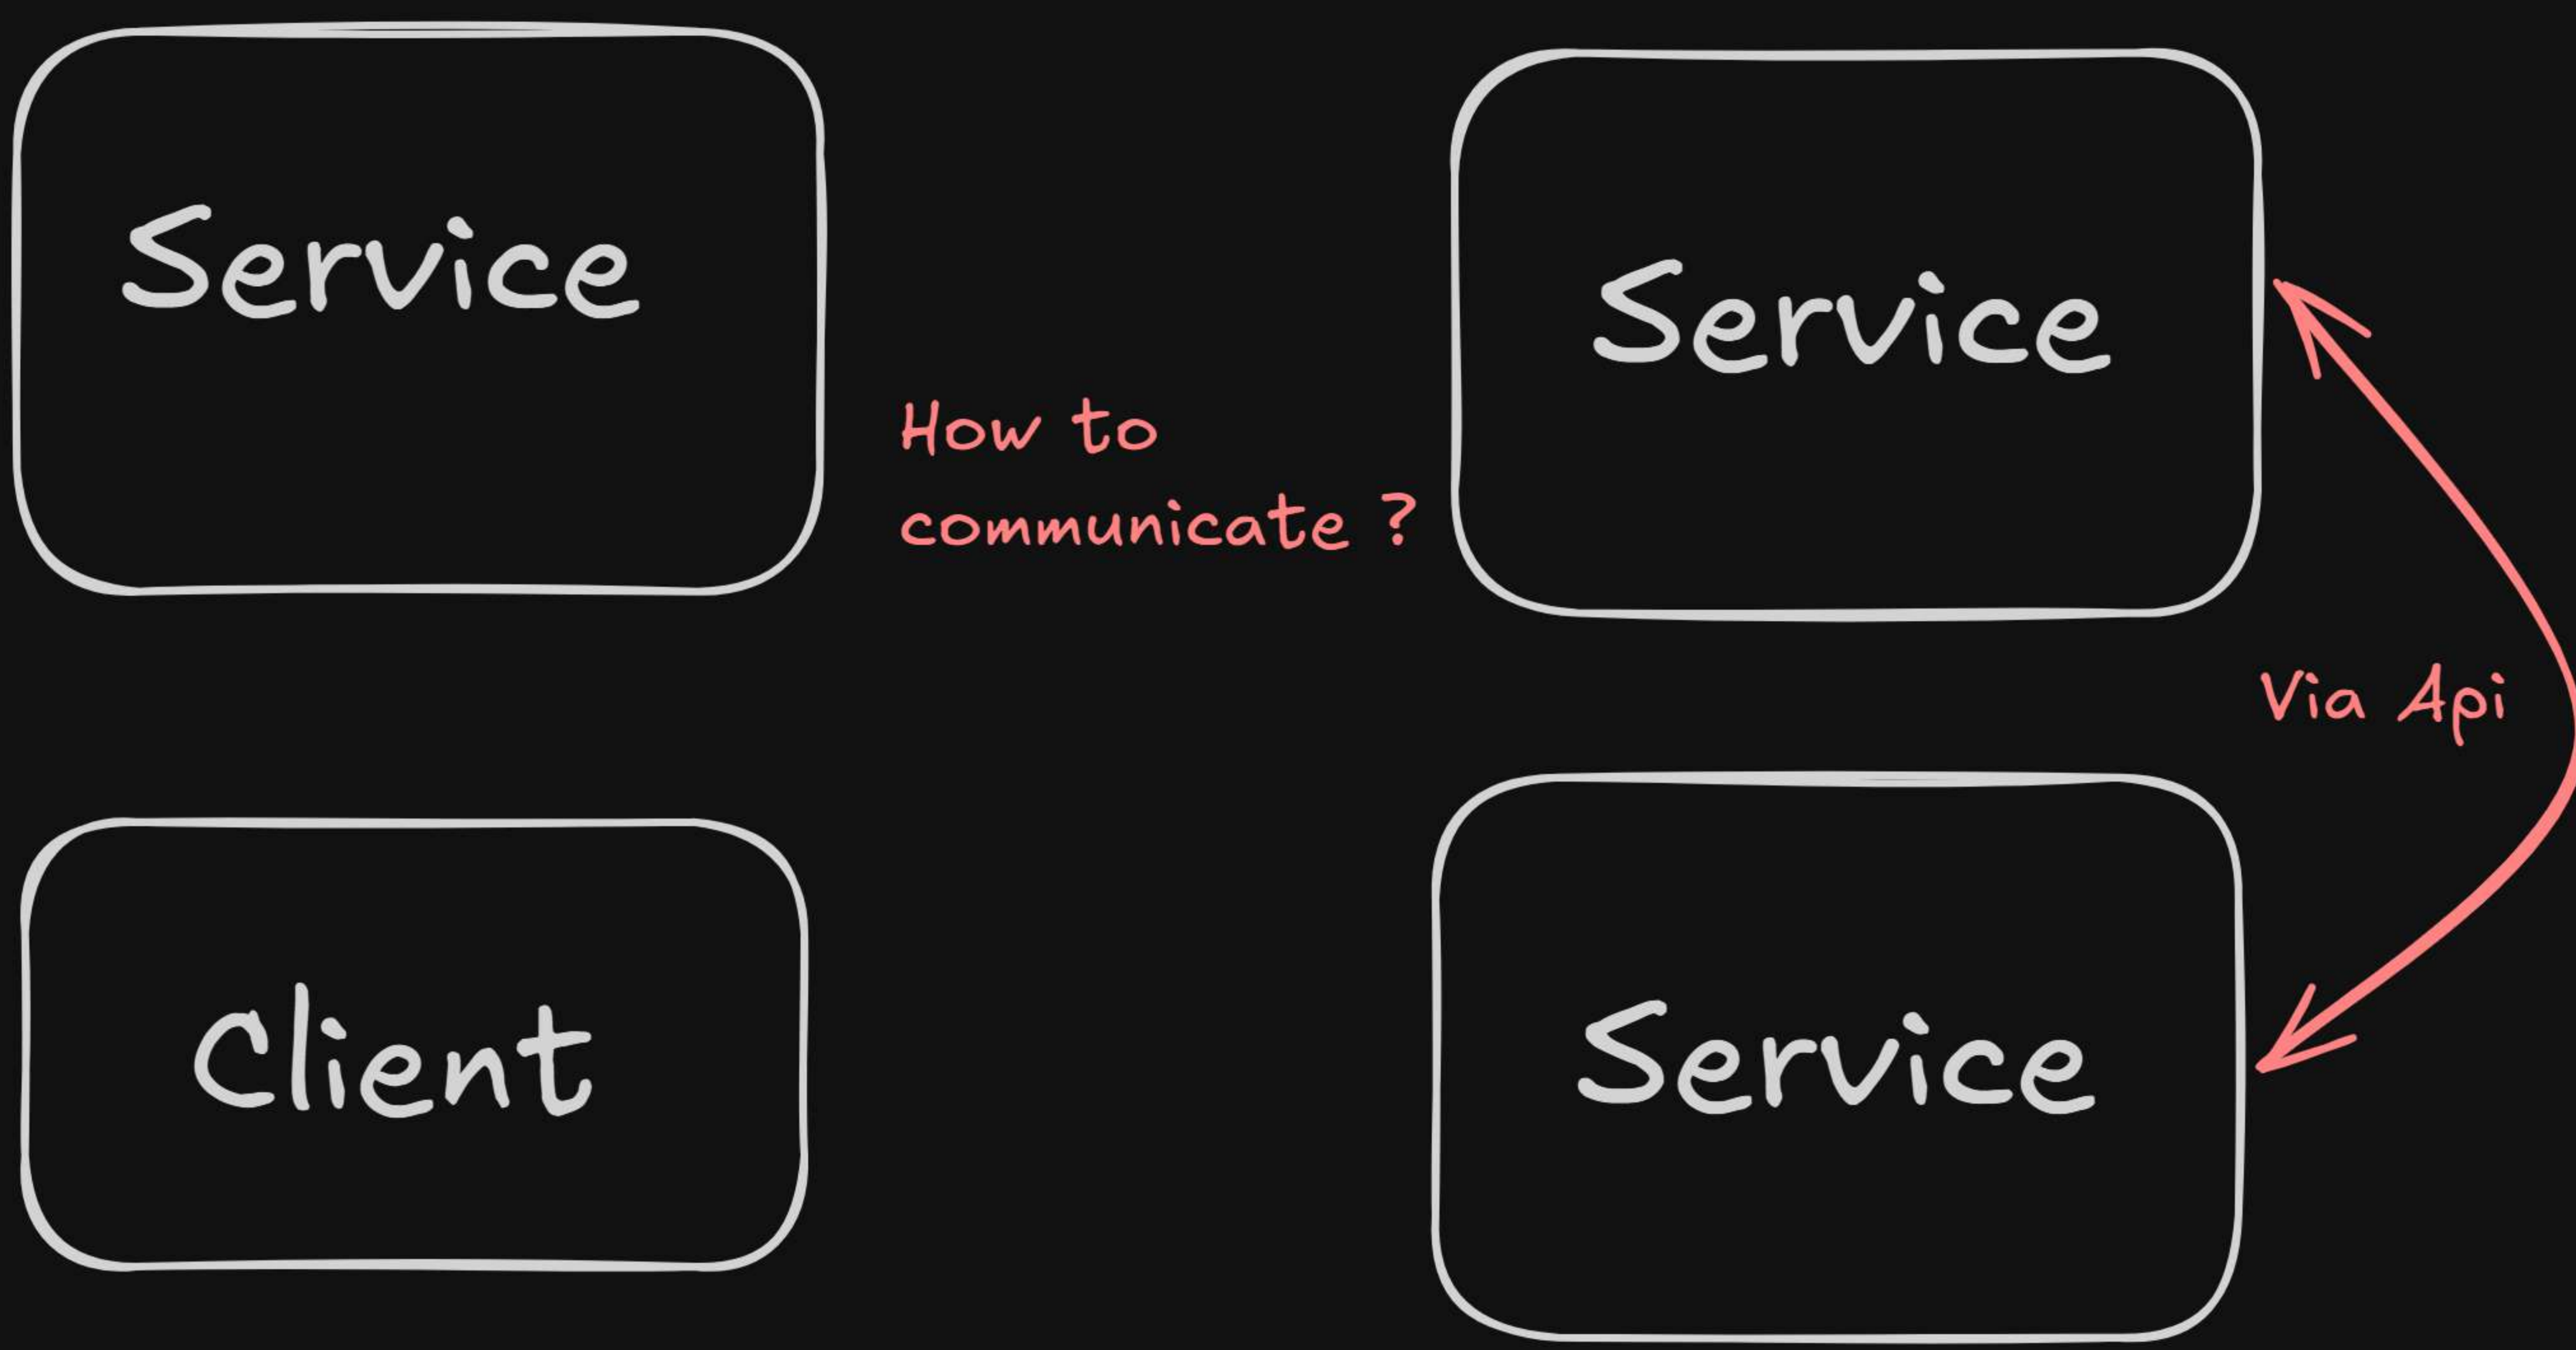 Service
Service
How to
communicate ?
Via Api
Client
Service